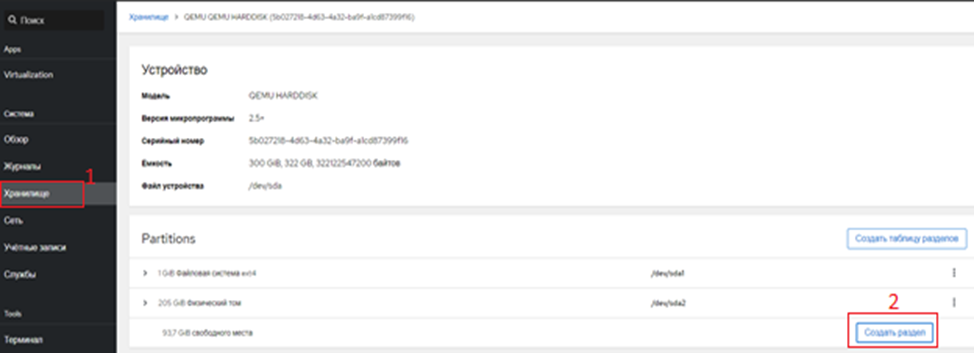 Поиск
Apps
Virtualization
Система
Обзор
Журналы
Хранилище
1
Сеть
Учётные записи
Службы
Tools
Терминал
Хранилище > QEMU QEMU HARDDISK (5b027218-4d63-4a32-ba9f-a1cd87399f16)
Устройство
Модель QEMU HARDDISK
Версия микропрограммы 2.5+
Серийный номер 5b027218-4d63-4a32-ba9f-a1cd87399f16
Емкость 300 GiB, 322 GB, 322122547200 байтов
Файл устройства /dev/sda
Partitions Создать таблицу разделов
1 GiB Файловая система ext4 /dev/sda1
205 GiB Физический том /dev/sda2
2
93,7 GiB свободного места Создать раздел